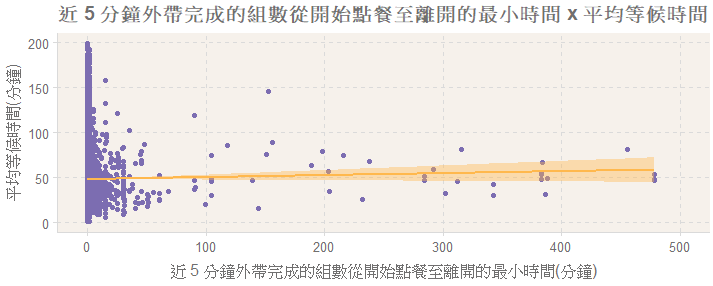 近 5 分鐘外帶完成的組數從開始點餐至離開的最小時間 x 平均等候時間
平均等候時間(分鐘)
200
150
100
50
0
0 100 200 300 400 500
近 5 分鐘外帶完成的組數從開始點餐至離開的最小時間(分鐘)